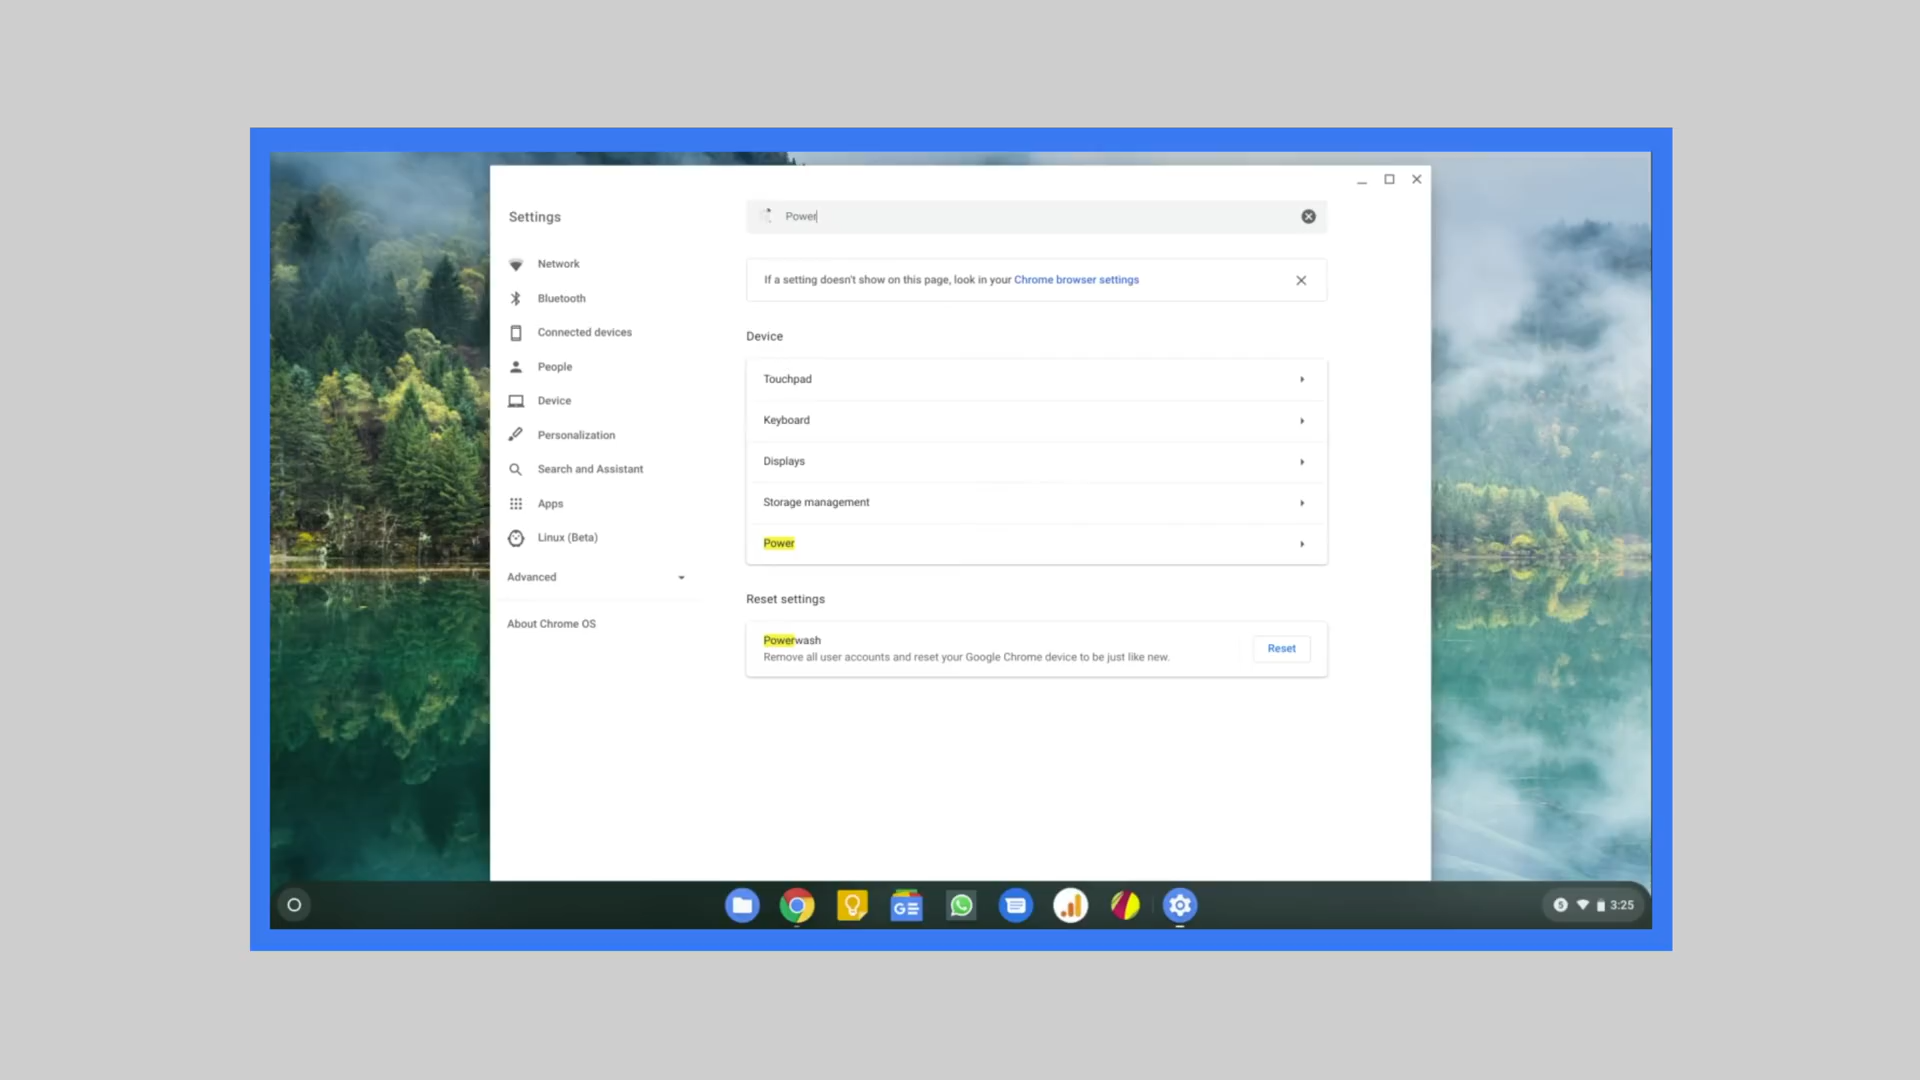 Settings
Power
Network
Bluetooth
Connected devices
People
Device
Personalization
Search and Assistant
Apps
Linux (Beta)
Advanced
About Chrome OS
If a setting doesn't show on this page, look in your Chrome browser settings
Device
Touchpad
Keyboard
Displays
Storage management
Power
Reset settings
Powerwash
Remove all user accounts and reset your Google Chrome device to be just like new.
Reset
GE
5
3:25